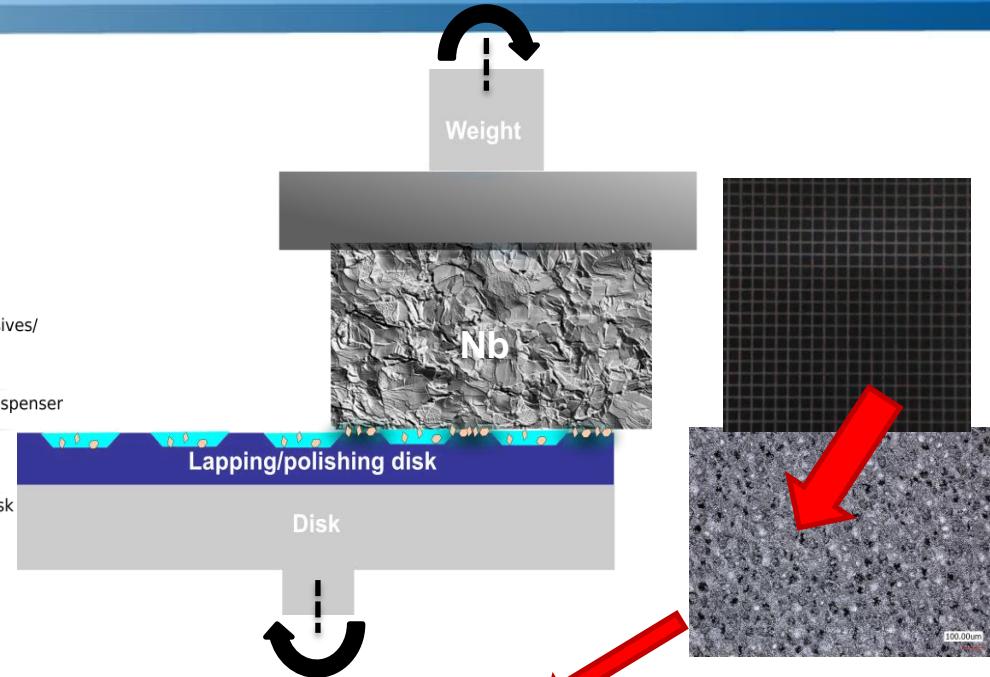 Weight
Nb
ives/
spenser
Lapping/polishing disk
sk
Disk
100.00um